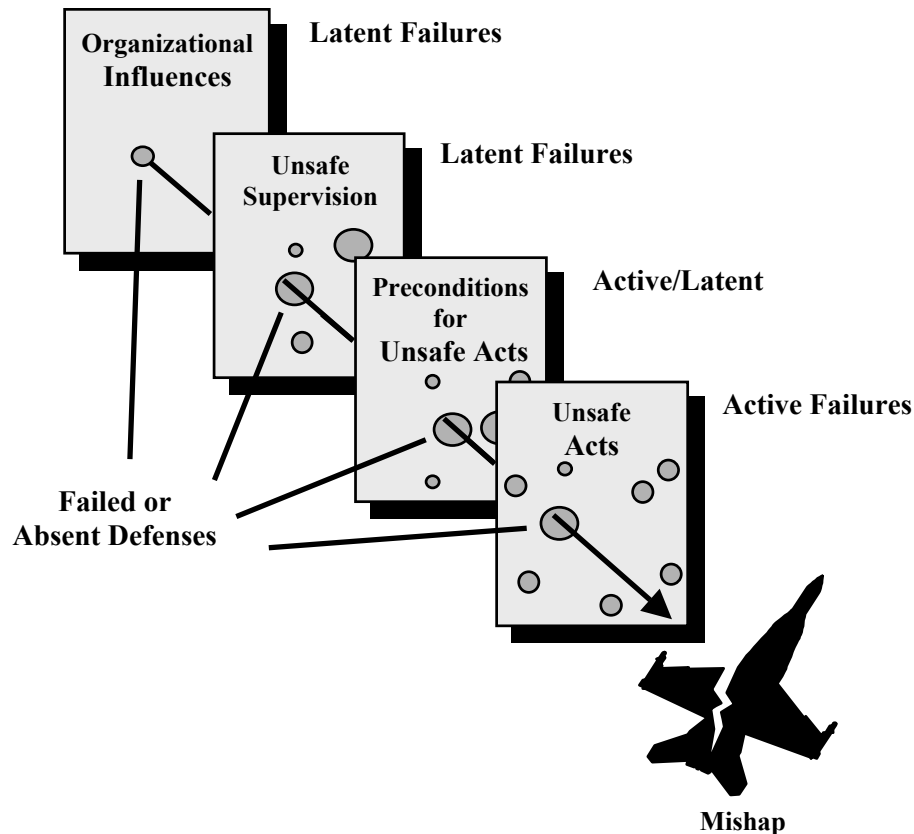 Organizational
Influences
Latent Failures
Unsafe
Supervision
Latent Failures
Preconditions
for
Unsafe Acts
Active/Latent
Unsafe
Acts
Active Failures
Failed or
Absent Defenses
Mishap